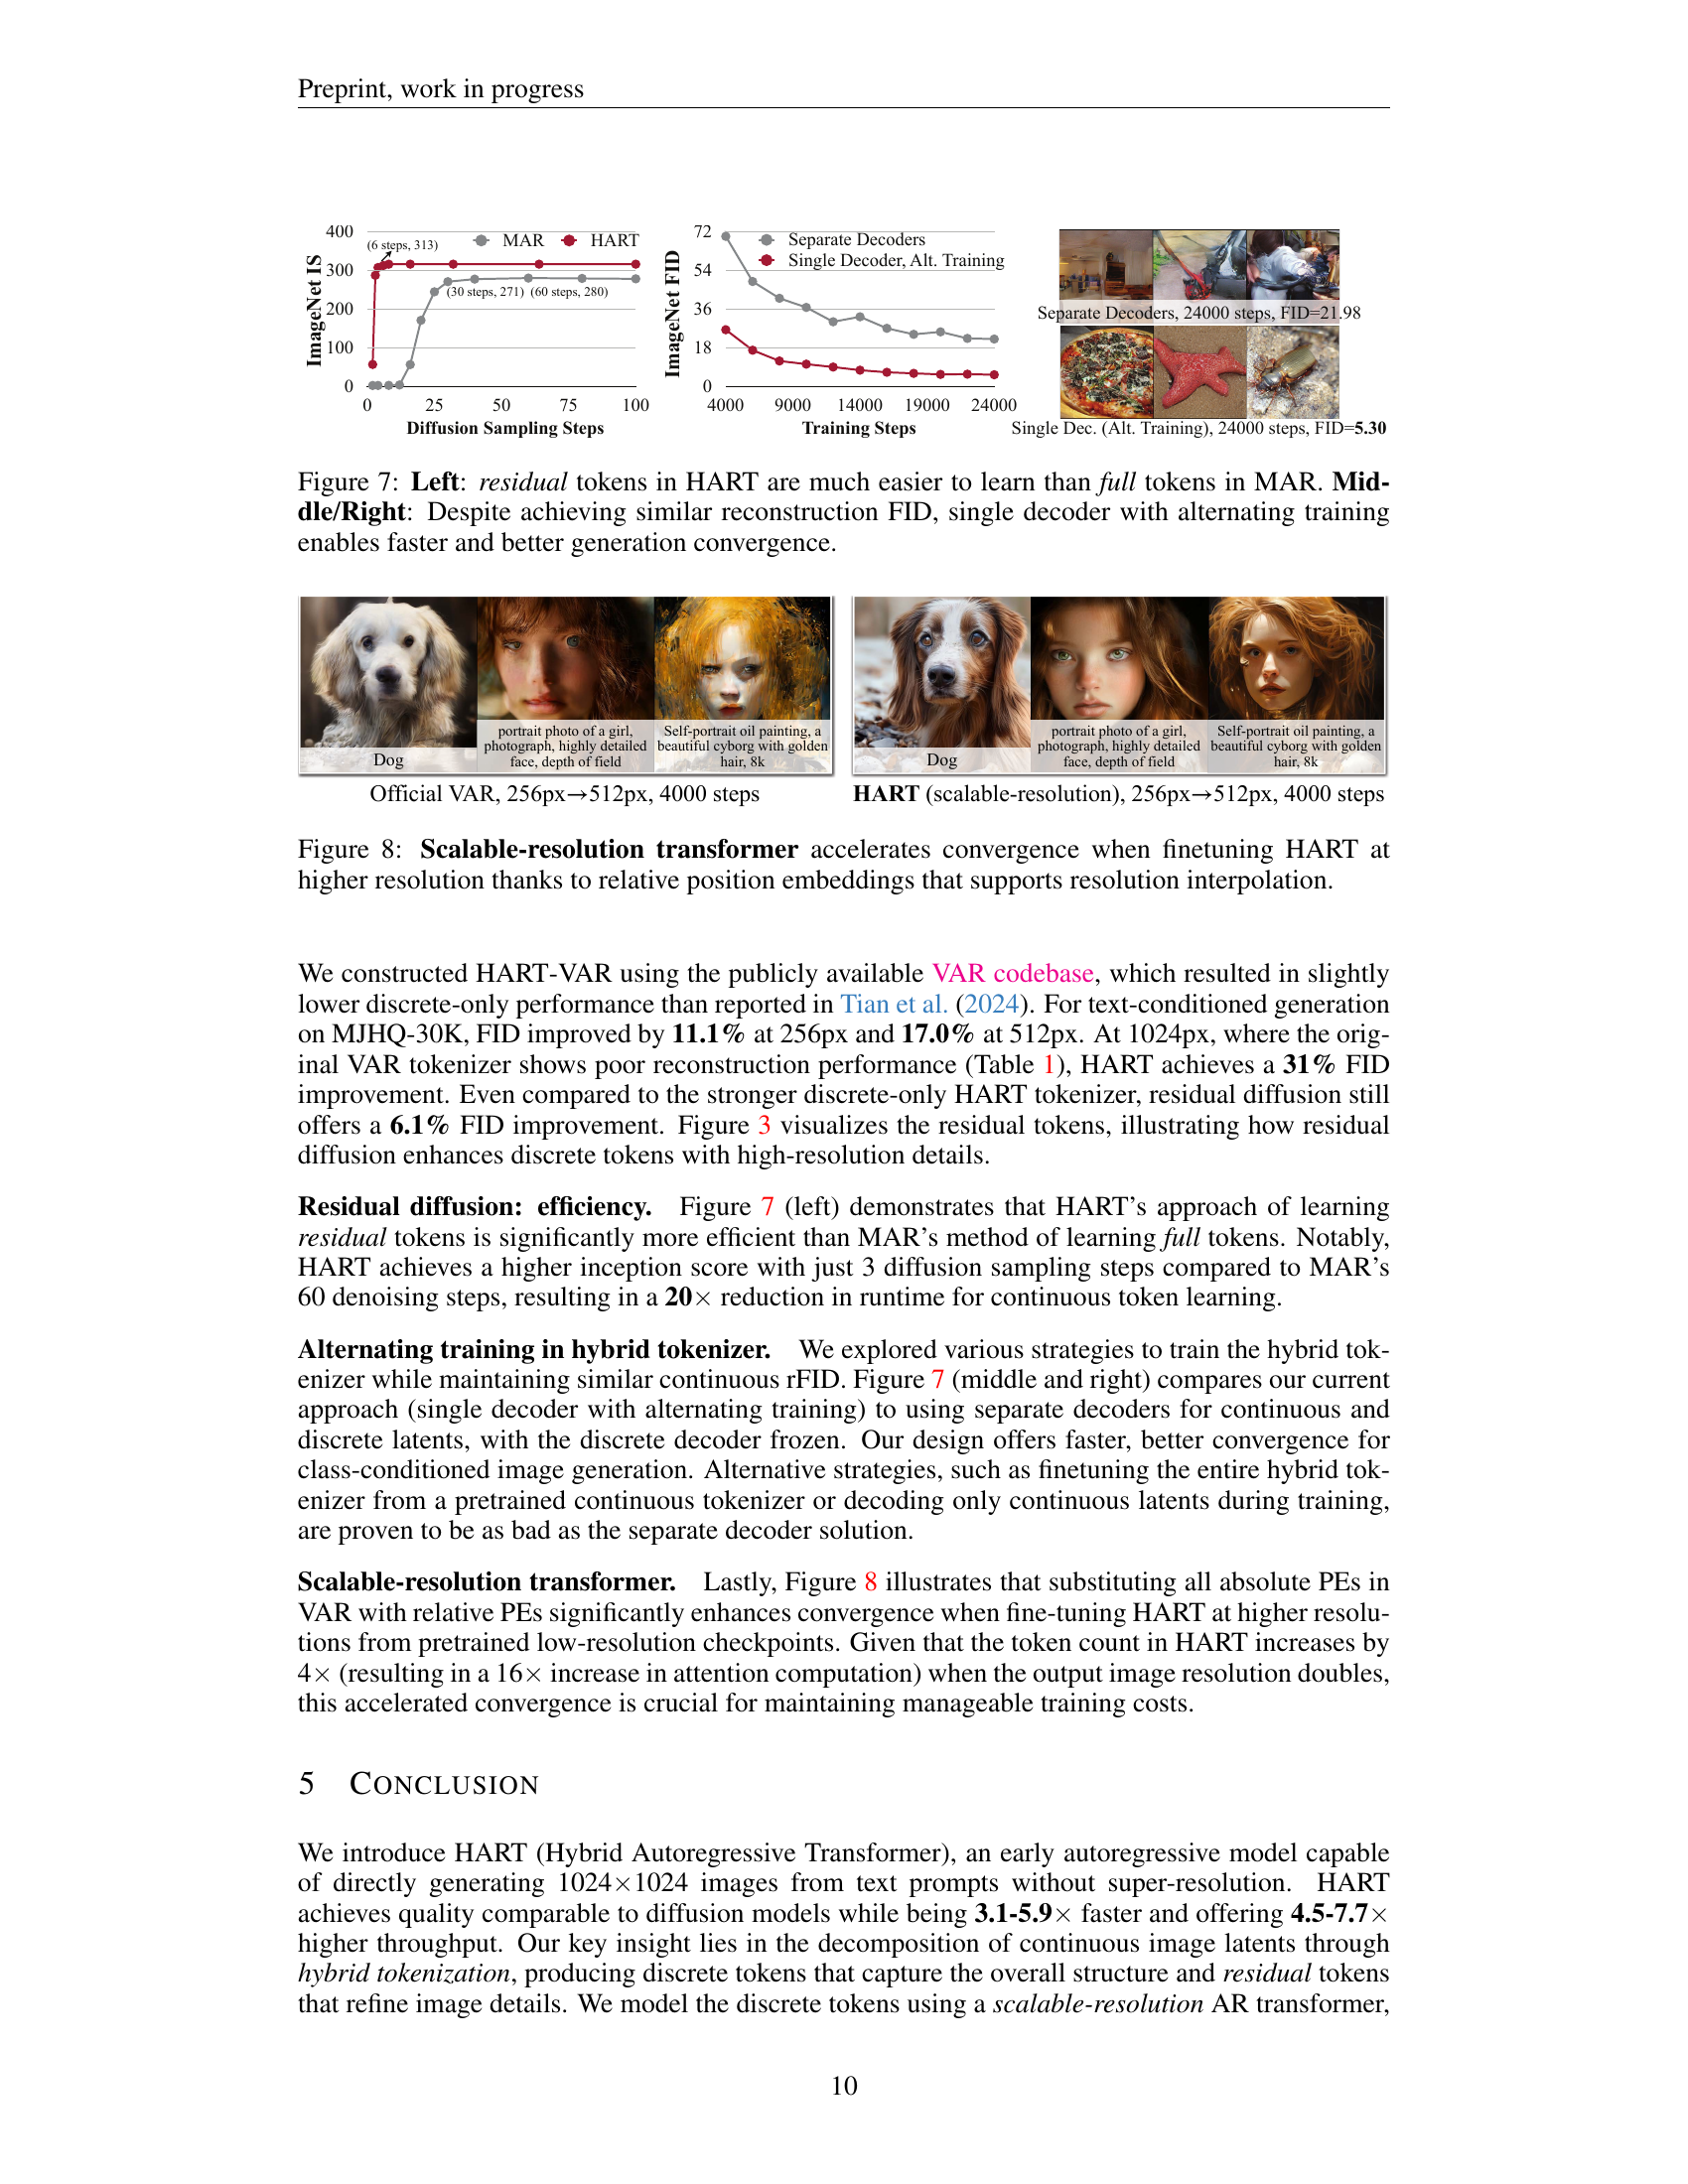 Preprint, work in progress
400
300
200
100
0
ImageNet IS
(6 steps, 313)
MAR
HART
(30 steps, 271) (60 steps, 280)
0 25 50 75 100
Diffusion Sampling Steps
72
54
36
18
0
ImageNet FID
Separate Decoders
Single Decoder, Alt. Training
4000 9000 14000 19000 24000
Training Steps
Separate Decoders, 24000 steps, FID=21.98
Single Dec. (Alt. Training), 24000 steps, FID=5.30
Figure 7: Left: residual tokens in HART are much easier to learn than full tokens in MAR. Mid-
dle/Right: Despite achieving similar reconstruction FID, single decoder with alternating training
enables faster and better generation convergence.
Dog
portrait photo of a girl,
photograph, highly detailed
face, depth of field
Self-portrait oil painting, a
beautiful cyborg with golden
hair, 8k
Official VAR, 256px→512px, 4000 steps
Dog
portrait photo of a girl,
photograph, highly detailed
face, depth of field
Self-portrait oil painting, a
beautiful cyborg with golden
hair, 8k
HART (scalable-resolution), 256px→512px, 4000 steps
Figure 8: Scalable-resolution transformer accelerates convergence when finetuning HART at
higher resolution thanks to relative position embeddings that supports resolution interpolation.
We constructed HART-VAR using the publicly available VAR codebase, which resulted in slightly
lower discrete-only performance than reported in Tian et al. (2024). For text-conditioned generation
on MJHQ-30K, FID improved by 11.1% at 256px and 17.0% at 512px. At 1024px, where the orig-
inal VAR tokenizer shows poor reconstruction performance (Table 1), HART achieves a 31% FID
improvement. Even compared to the stronger discrete-only HART tokenizer, residual diffusion still
offers a 6.1% FID improvement. Figure 3 visualizes the residual tokens, illustrating how residual
diffusion enhances discrete tokens with high-resolution details.
Residual diffusion: efficiency. Figure 7 (left) demonstrates that HART's approach of learning
residual tokens is significantly more efficient than MAR's method of learning full tokens. Notably,
HART achieves a higher inception score with just 3 diffusion sampling steps compared to MAR's
60 denoising steps, resulting in a 20× reduction in runtime for continuous token learning.
Alternating training in hybrid tokenizer. We explored various strategies to train the hybrid tok-
enizer while maintaining similar continuous rFID. Figure 7 (middle and right) compares our current
approach (single decoder with alternating training) to using separate decoders for continuous and
discrete latents, with the discrete decoder frozen. Our design offers faster, better convergence for
class-conditioned image generation. Alternative strategies, such as finetuning the entire hybrid tok-
enizer from a pretrained continuous tokenizer or decoding only continuous latents during training,
are proven to be as bad as the separate decoder solution.
Scalable-resolution transformer. Lastly, Figure 8 illustrates that substituting all absolute PEs in
VAR with relative PEs significantly enhances convergence when fine-tuning HART at higher resolu-
tions from pretrained low-resolution checkpoints. Given that the token count in HART increases by
4× (resulting in a 16× increase in attention computation) when the output image resolution doubles,
this accelerated convergence is crucial for maintaining manageable training costs.
5 CONCLUSION
We introduce HART (Hybrid Autoregressive Transformer), an early autoregressive model capable
of directly generating 1024×1024 images from text prompts without super-resolution. HART
achieves quality comparable to diffusion models while being 3.1-5.9× faster and offering 4.5-7.7×
higher throughput. Our key insight lies in the decomposition of continuous image latents through
hybrid tokenization, producing discrete tokens that capture the overall structure and residual tokens
that refine image details. We model the discrete tokens using a scalable-resolution AR transformer,
10